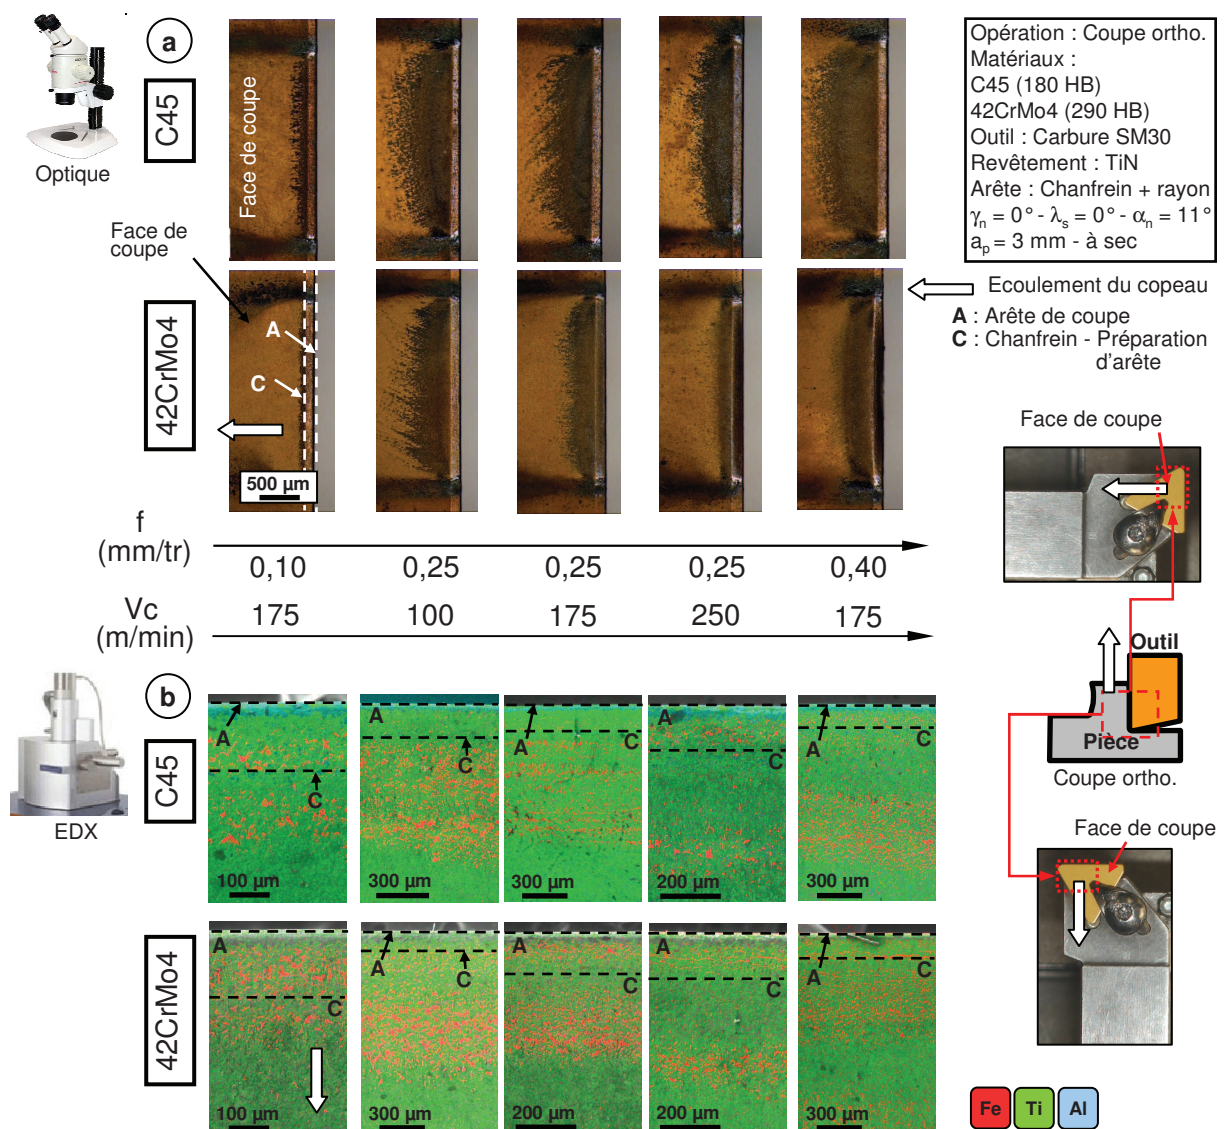 a
C45
Optique
Face de coupe
Opération : Coupe ortho.
Matériaux :
C45 (180 HB)
42CrMo4 (290 HB)
Outil : Carbure SM30
Revêtement : TiN
Arête : Chanfrein + rayon
γn = 0° - λs = 0° - αn = 11°
ap = 3 mm - à sec
Face de
coupe
42CrMo4
A
C
500 µm
Ecoulement du copeau
A : Arête de coupe
C : Chanfrein - Préparation
d'arête
f
(mm/tr)
0,10 0,25 0,25 0,25 0,40
Vc
(m/min)
175 100 175 250 175
Face de coupe
Outil
Pièce
Coupe ortho.
Face de coupe
b
C45
EDX
A
C
100 µm
A
C
300 µm
A
C
300 µm
A
C
200 µm
A
C
300 µm
42CrMo4
A
C
100 µm
A
C
300 µm
A
C
200 µm
A
C
200 µm
A
C
300 µm
Fe Ti Al